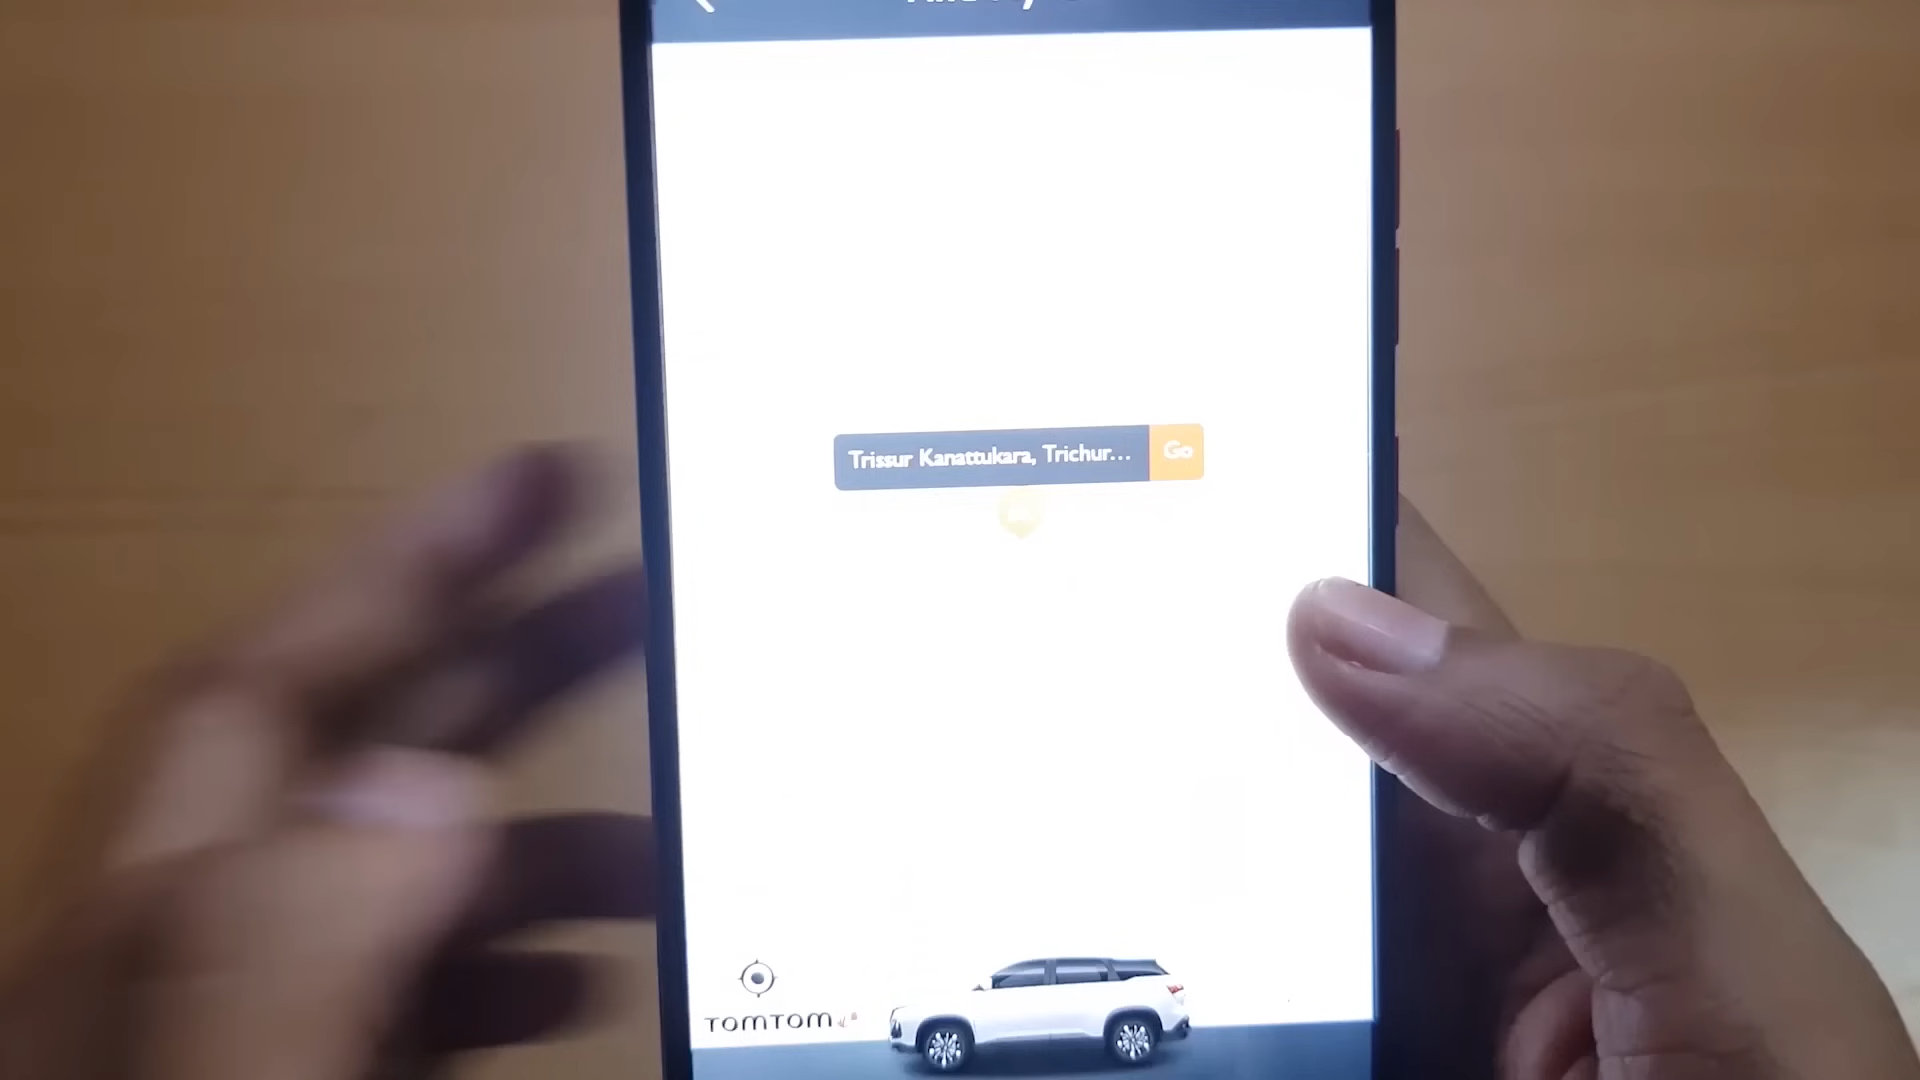 Trissur Kanattukara, Trichur...
Go
TOMTOM